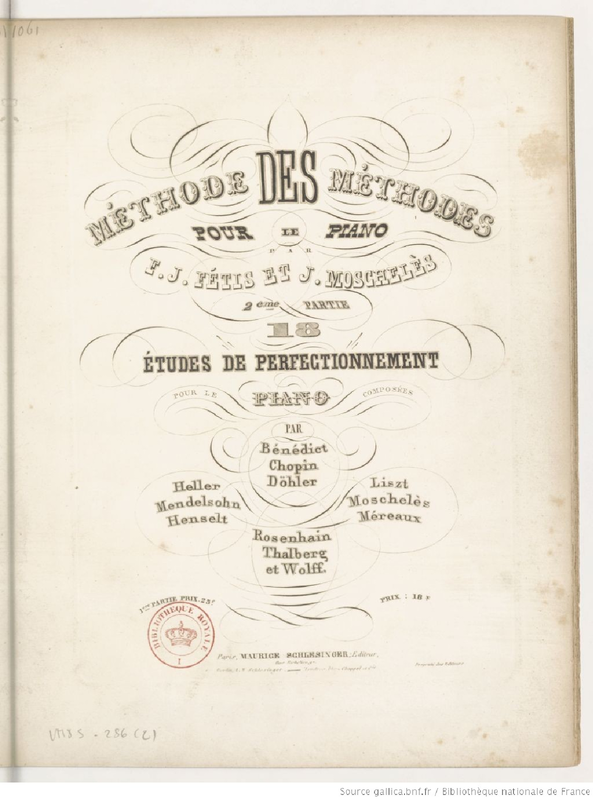 MÉTHODE DES MÉTHODES
POUR LE PIANO
PAR
F. J. FÉTIS ET J. MOSCHELÈS
2eme PARTIE
18
ÉTUDES DE PERFECTIONNEMENT
POUR LE PIANO COMPOSÉES
PAR
Bénédict
Chopin
Döhler
Heller
Mendelsohn
Henselt
Liszt
Moschelès
Méreaux
Rosenhain
Thalberg
et Wolff.
1ère PARTIE PRIX. 25f
PRIX : 18 f
BIBLIOTHÈQUE ROYALE
Paris, MAURICE SCHLESINGER, Editeur,
Source gallica.bnf.fr / Bibliothèque nationale de France